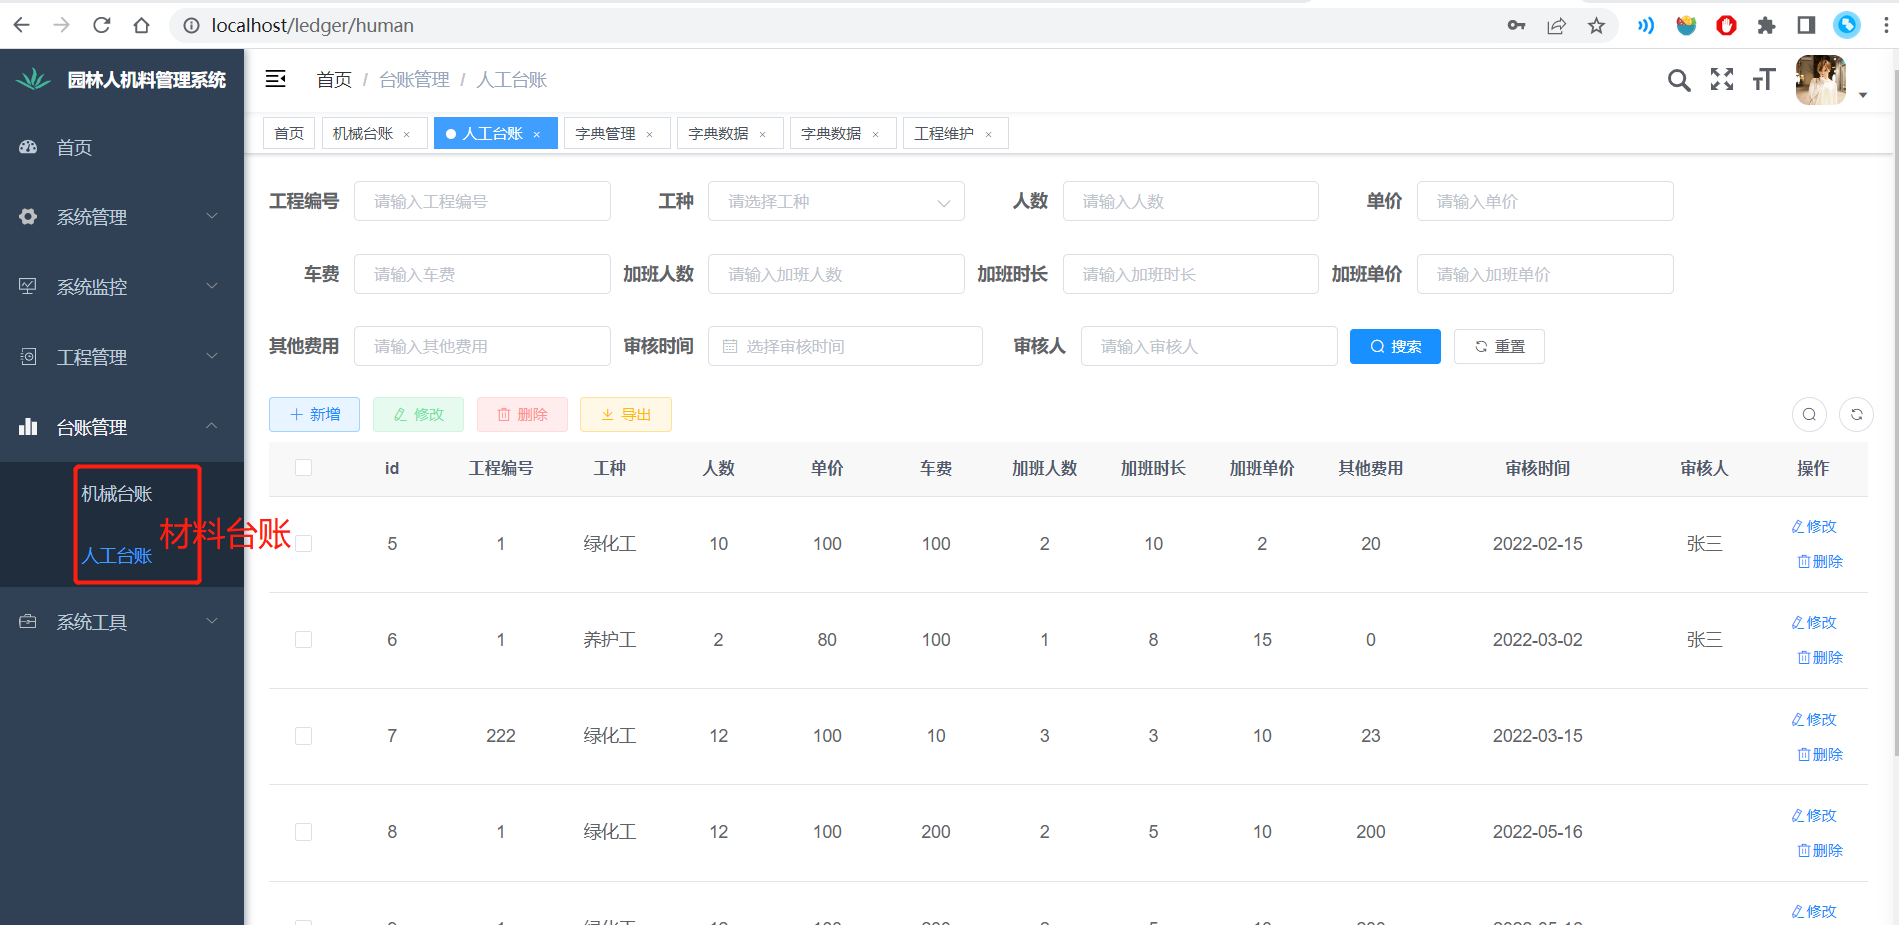 localhost/ledger/human
园林人机料管理系统
首页 / 台账管理 / 人工台账
首页 机械台账 × 人工台账 × 字典管理 × 字典数据 × 字典数据 × 工程维护 ×
首页
系统管理
系统监控
工程管理
台账管理
机械台账
人工台账
材料台账
系统工具
工程编号 请输入工程编号 工种 请选择工种 人数 请输入人数 单价 请输入单价
车费 请输入车费 加班人数 请输入加班人数 加班时长 请输入加班时长 加班单价 请输入加班单价
其他费用 请输入其他费用 审核时间 选择审核时间 审核人 请输入审核人 搜索 重置
新增 修改 删除 导出
id 工程编号 工种 人数 单价 车费 加班人数 加班时长 加班单价 其他费用 审核时间 审核人 操作
5 1 绿化工 10 100 100 2 10 2 20 2022-02-15 张三 修改
删除
6 1 养护工 2 80 100 1 8 15 0 2022-03-02 张三 修改
删除
7 222 绿化工 12 100 10 3 3 10 23 2022-03-15 修改
删除
8 1 绿化工 12 100 200 2 5 10 200 2022-05-16 修改
删除
修改